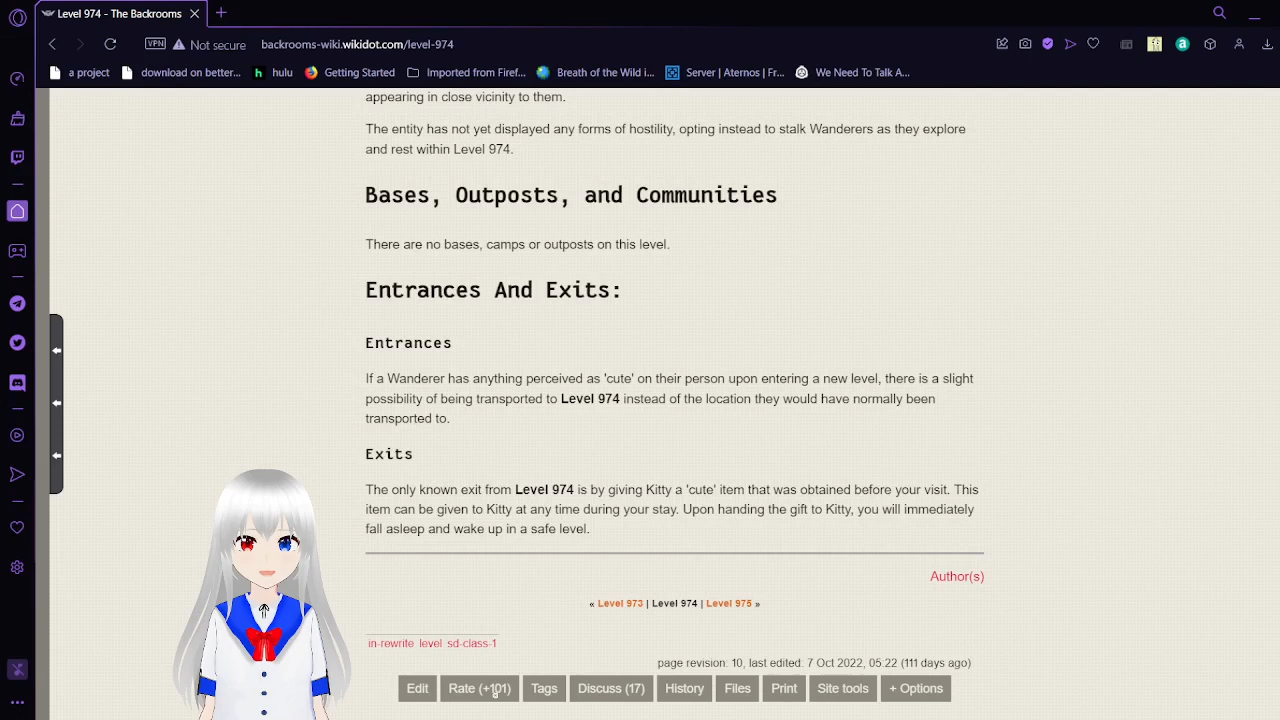 Level 974 - The Backrooms
VPN Not secure backrooms-wiki.wikidot.com/level-974
a project download on better... hulu Getting Started Imported from Firef... Breath of the Wild i... Server | Aternos | Fr... We Need To Talk A...
appearing in close vicinity to them.
The entity has not yet displayed any forms of hostility, opting instead to stalk Wanderers as they explore
and rest within Level 974.
Bases, Outposts, and Communities
There are no bases, camps or outposts on this level.
Entrances And Exits:
Entrances
If a Wanderer has anything perceived as 'cute' on their person upon entering a new level, there is a slight
possibility of being transported to Level 974 instead of the location they would have normally been
transported to.
Exits
The only known exit from Level 974 is by giving Kitty a 'cute' item that was obtained before your visit. This
item can be given to Kitty at any time during your stay. Upon handing the gift to Kitty, you will immediately
fall asleep and wake up in a safe level.
Author(s)
« Level 973 | Level 974 | Level 975 »
in-rewrite level sd-class-1
page revision: 10, last edited: 7 Oct 2022, 05:22 (111 days ago)
Edit Rate (+101) Tags Discuss (17) History Files Print Site tools + Options